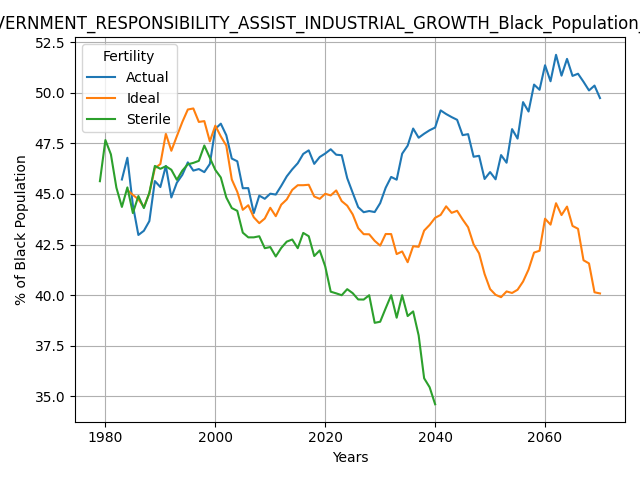 VERNMENT_RESPONSIBILITY_ASSIST_INDUSTRIAL_GROWTH_Black_Population_
Fertility
Actual
Ideal
Sterile
52.5
50.0
47.5
45.0
42.5
40.0
37.5
35.0
% of Black Population
1980 2000 2020 2040 2060
Years